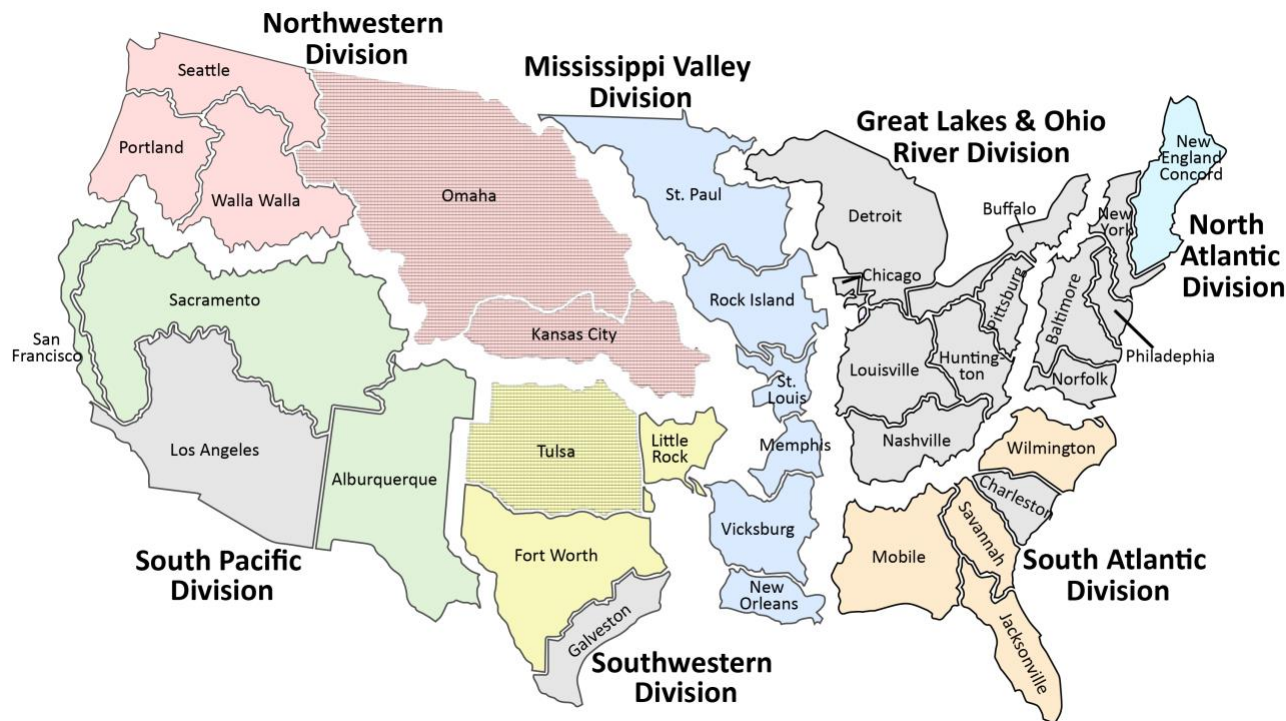 Northwestern
Division
Mississippi Valley
Division
Great Lakes & Ohio
River Division
North
Atlantic
Division
South Pacific
Division
Southwestern
Division
South Atlantic
Division
Seattle
Portland
Walla Walla
Omaha
Kansas City
St. Paul
Rock Island
St.
Louis
Memphis
Vicksburg
New
Orleans
Detroit
Chicago
Buffalo
Pittsburg
Louisville
Hunting-
ton
Nashville
New
England
Concord
New
York
Baltimore
Philadephia
Norfolk
San
Francisco
Sacramento
Los Angeles
Alburquerque
Tulsa
Little
Rock
Fort Worth
Galveston
Wilmington
Charleston
Savannah
Mobile
Jacksonville